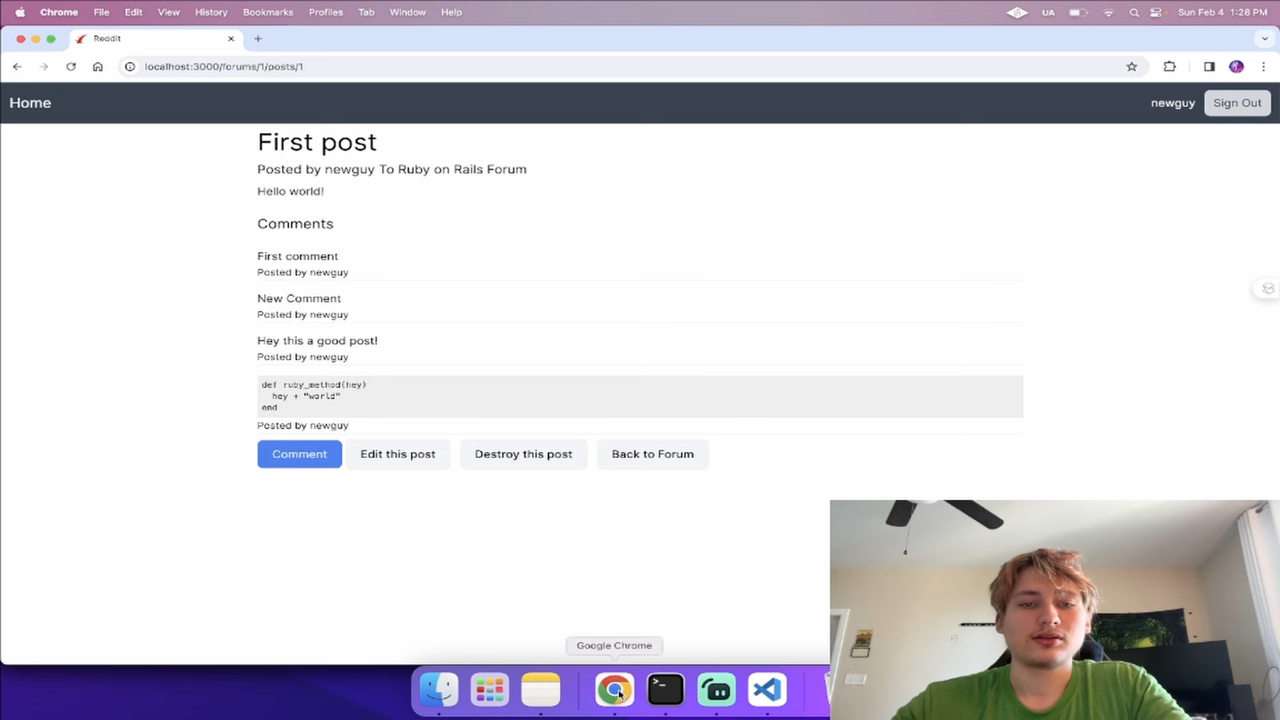 Chrome File Edit View History Bookmarks Profiles Tab Window Help UA Sun Feb 4 1:28 PM
Reddit
localhost:3000/forums/1/posts/1
Home newguy Sign Out
First post
Posted by newguy To Ruby on Rails Forum
Hello world!
Comments
First comment
Posted by newguy
New Comment
Posted by newguy
Hey this a good post!
Posted by newguy
def ruby_method(hey)
hey + "world"
end
Posted by newguy
Comment Edit this post Destroy this post Back to Forum
Google Chrome